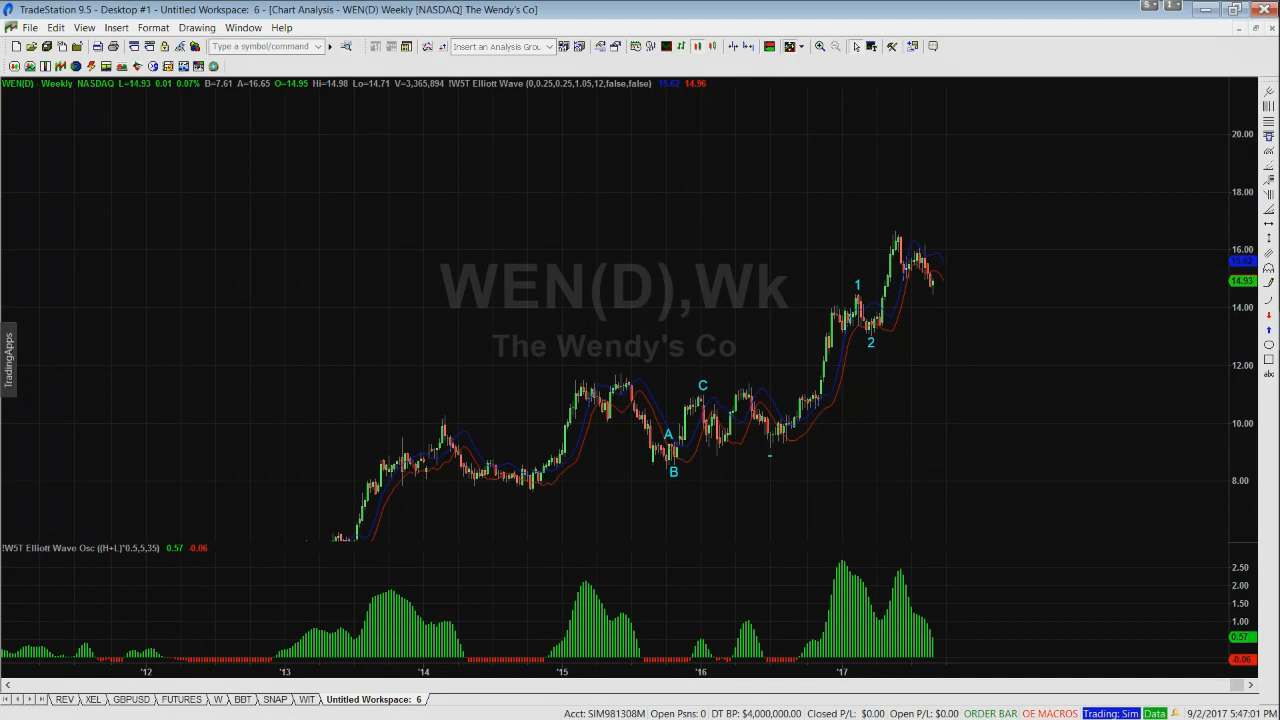 TradeStation 9.5 - Desktop #1 - Untitled Workspace: 6 - [Chart Analysis - WEN(D) Weekly [NASDAQ] The Wendy's Co]
S I
File Edit View Insert Format Drawing Window Help
Type a symbol/command Insert an Analysis Grou
WEN(D) - Weekly NASDAQ L=14.93 0.01 0.07% B=7.61 A=16.65 O=14.95 Hi=14.98 Lo=14.71 V=3,365,894 !W5T Elliott Wave (0,0.25,0.25,1.05,12,false,false) 15.62 14.96
20.00
18.00
16.00
15.62
14.93
14.00
12.00
10.00
8.00
WEN(D),Wk
The Wendy's Co
1
2
C
A
B
-
TradingApps
abc
!W5T Elliott Wave Osc ((H+L)*0.5,5,35) 0.57 -0.06
2.50
2.00
1.50
1.00
0.57
-0.06
'12 '13 '14 '15 '16 '17
REV XEL GBPUSD FUTURES W BBT SNAP WIT Untitled Workspace: 6
Acct: SIM981308M Open Psns: 0 DT BP: $4,000,000.00 Closed P/L: $0.00 Open P/L: $0.00 ORDER BAR OE MACROS Trading: Sim Data 9/2/2017 5:47:01 PM